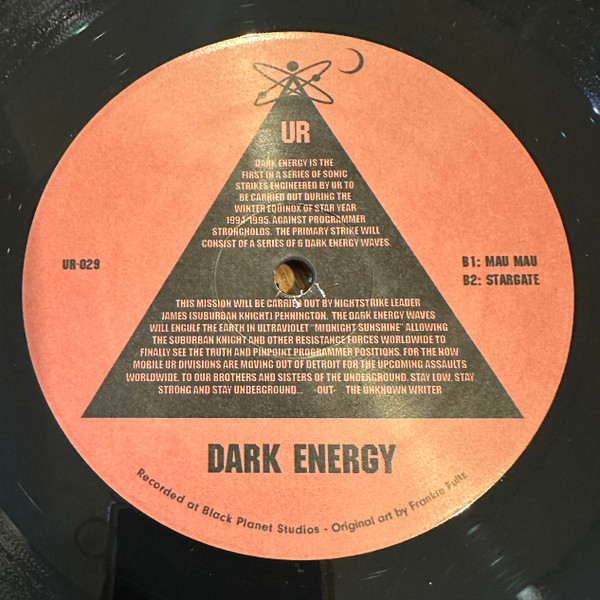 UR
DARK ENERGY IS THE
FIRST IN A SERIES OF SONIC
STRIKES ENGINEERED BY UR TO
BE CARRIED OUT DURING THE
WINTER EQUINOX OF STAR YEAR
1994-1995. AGAINST PROGRAMMER
STRONGHOLDS. THE PRIMARY STRIKE WILL
CONSIST OF A SERIES OF 6 DARK ENERGY WAVES.
UR-029
B1: MAU MAU
B2: STARGATE
THIS MISSION WILL BE CARRIED OUT BY NIGHTSTRIKE LEADER
JAMES (SUBURBAN KNIGHT) PENNINGTON. THE DARK ENERGY WAVES
WILL ENGULF THE EARTH IN ULTRAVIOLET "MIDNIGHT SUNSHINE" ALLOWING
THE SUBURBAN KNIGHT AND OTHER RESISTANCE FORCES WORLDWIDE TO
FINALLY SEE THE TRUTH AND PINPOINT PROGRAMMER POSITIONS. FOR THE NOW
MOBILE UR DIVISIONS ARE MOVING OUT OF DETROIT FOR THE UPCOMING ASSAULTS
WORLDWIDE. TO OUR BROTHERS AND SISTERS OF THE UNDERGROUND. STAY LOW. STAY
STRONG AND STAY UNDERGROUND... -OUT- THE UNKNOWN WRITER
DARK ENERGY
Recorded at Black Planet Studios - Original art by Frankie Fultz